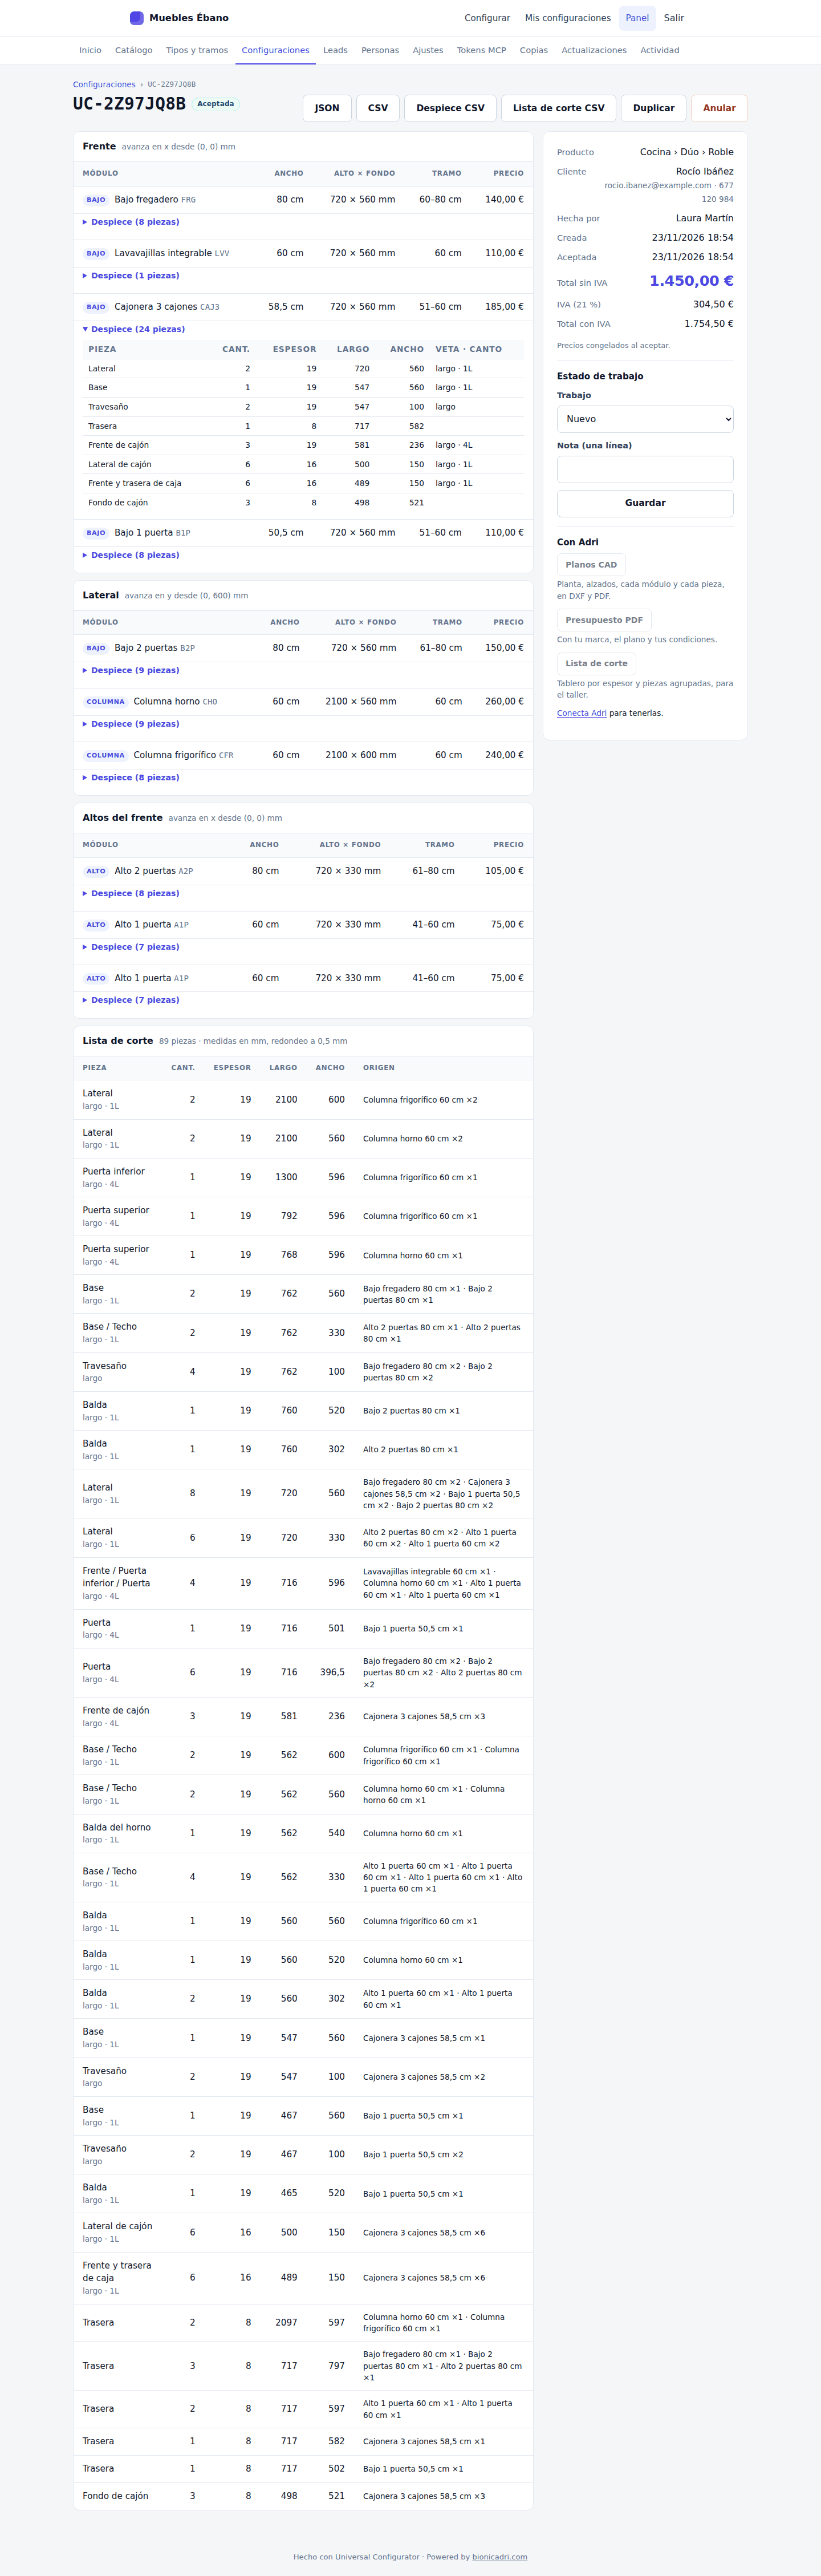 Muebles Ébano
Configurar Mis configuraciones Panel Salir
Inicio Catálogo Tipos y tramos Configuraciones Leads Personas Ajustes Tokens MCP Copias Actualizaciones Actividad
Configuraciones › UC-2Z97JQ8B
UC-2Z97JQ8B Aceptada
JSON CSV Despiece CSV Lista de corte CSV Duplicar Anular
Frente avanza en x desde (0, 0) mm
MÓDULO ANCHO ALTO × FONDO TRAMO PRECIO
BAJO Bajo fregadero FRG 80 cm 720 × 560 mm 60–80 cm 140,00 €
Despiece (8 piezas)
BAJO Lavavajillas integrable LVV 60 cm 720 × 560 mm 60 cm 110,00 €
Despiece (1 piezas)
BAJO Cajonera 3 cajones CAJ3 58,5 cm 720 × 560 mm 51–60 cm 185,00 €
Despiece (24 piezas)
PIEZA CANT. ESPESOR LARGO ANCHO VETA · CANTO
Lateral 2 19 720 560 largo · 1L
Base 1 19 547 560 largo · 1L
Travesaño 2 19 547 100 largo
Trasera 1 8 717 582
Frente de cajón 3 19 581 236 largo · 4L
Lateral de cajón 6 16 500 150 largo · 1L
Frente y trasera de caja 6 16 489 150 largo · 1L
Fondo de cajón 3 8 498 521
BAJO Bajo 1 puerta B1P 50,5 cm 720 × 560 mm 51–60 cm 110,00 €
Despiece (8 piezas)
Lateral avanza en y desde (0, 600) mm
MÓDULO ANCHO ALTO × FONDO TRAMO PRECIO
BAJO Bajo 2 puertas B2P 80 cm 720 × 560 mm 61–80 cm 150,00 €
Despiece (9 piezas)
COLUMNA Columna horno CHO 60 cm 2100 × 560 mm 60 cm 260,00 €
Despiece (9 piezas)
COLUMNA Columna frigorífico CFR 60 cm 2100 × 600 mm 60 cm 240,00 €
Despiece (8 piezas)
Altos del frente avanza en x desde (0, 0) mm
MÓDULO ANCHO ALTO × FONDO TRAMO PRECIO
ALTO Alto 2 puertas A2P 80 cm 720 × 330 mm 61–80 cm 105,00 €
Despiece (8 piezas)
ALTO Alto 1 puerta A1P 60 cm 720 × 330 mm 41–60 cm 75,00 €
Despiece (7 piezas)
ALTO Alto 1 puerta A1P 60 cm 720 × 330 mm 41–60 cm 75,00 €
Despiece (7 piezas)
Lista de corte 89 piezas · medidas en mm, redondeo a 0,5 mm
PIEZA CANT. ESPESOR LARGO ANCHO ORIGEN
Lateral
largo · 1L
2 19 2100 600 Columna frigorífico 60 cm ×2
Lateral
largo · 1L
2 19 2100 560 Columna horno 60 cm ×2
Puerta inferior
largo · 4L
1 19 1300 596 Columna frigorífico 60 cm ×1
Puerta superior
largo · 4L
1 19 792 596 Columna frigorífico 60 cm ×1
Puerta superior
largo · 4L
1 19 768 596 Columna horno 60 cm ×1
Base
largo · 1L
2 19 762 560 Bajo fregadero 80 cm ×1 · Bajo 2
puertas 80 cm ×1
Base / Techo
largo · 1L
2 19 762 330 Alto 2 puertas 80 cm ×1 · Alto 2 puertas
80 cm ×1
Travesaño
largo
4 19 762 100 Bajo fregadero 80 cm ×2 · Bajo 2
puertas 80 cm ×2
Balda
largo · 1L
1 19 760 520 Bajo 2 puertas 80 cm ×1
Balda
largo · 1L
1 19 760 302 Alto 2 puertas 80 cm ×1
Lateral
largo · 1L
8 19 720 560 Bajo fregadero 80 cm ×2 · Cajonera 3
cajones 58,5 cm ×2 · Bajo 1 puerta 50,5
cm ×2 · Bajo 2 puertas 80 cm ×2
Lateral
largo · 1L
6 19 720 330 Alto 2 puertas 80 cm ×2 · Alto 1 puerta
60 cm ×2 · Alto 1 puerta 60 cm ×2
Frente / Puerta
inferior / Puerta
largo · 4L
4 19 716 596 Lavavajillas integrable 60 cm ×1 ·
Columna horno 60 cm ×1 · Alto 1 puerta
60 cm ×1 · Alto 1 puerta 60 cm ×1
Puerta
largo · 4L
1 19 716 501 Bajo 1 puerta 50,5 cm ×1
Puerta
largo · 4L
6 19 716 396,5 Bajo fregadero 80 cm ×2 · Bajo 2
puertas 80 cm ×2 · Alto 2 puertas 80 cm
×2
Frente de cajón
largo · 4L
3 19 581 236 Cajonera 3 cajones 58,5 cm ×3
Base / Techo
largo · 1L
2 19 562 600 Columna frigorífico 60 cm ×1 · Columna
frigorífico 60 cm ×1
Base / Techo
largo · 1L
2 19 562 560 Columna horno 60 cm ×1 · Columna
horno 60 cm ×1
Balda del horno
largo · 1L
1 19 562 540 Columna horno 60 cm ×1
Base / Techo
largo · 1L
4 19 562 330 Alto 1 puerta 60 cm ×1 · Alto 1 puerta
60 cm ×1 · Alto 1 puerta 60 cm ×1 · Alto
1 puerta 60 cm ×1
Balda
largo · 1L
1 19 560 560 Columna frigorífico 60 cm ×1
Balda
largo · 1L
1 19 560 520 Columna horno 60 cm ×1
Balda
largo · 1L
2 19 560 302 Alto 1 puerta 60 cm ×1 · Alto 1 puerta
60 cm ×1
Base
largo · 1L
1 19 547 560 Cajonera 3 cajones 58,5 cm ×1
Travesaño
largo
2 19 547 100 Cajonera 3 cajones 58,5 cm ×2
Base
largo · 1L
1 19 467 560 Bajo 1 puerta 50,5 cm ×1
Travesaño
largo
2 19 467 100 Bajo 1 puerta 50,5 cm ×2
Balda
largo · 1L
1 19 465 520 Bajo 1 puerta 50,5 cm ×1
Lateral de cajón
largo · 1L
6 16 500 150 Cajonera 3 cajones 58,5 cm ×6
Frente y trasera
de caja
largo · 1L
6 16 489 150 Cajonera 3 cajones 58,5 cm ×6
Trasera 2 8 2097 597 Columna horno 60 cm ×1 · Columna
frigorífico 60 cm ×1
Trasera 3 8 717 797 Bajo fregadero 80 cm ×1 · Bajo 2
puertas 80 cm ×1 · Alto 2 puertas 80 cm
×1
Trasera 2 8 717 597 Alto 1 puerta 60 cm ×1 · Alto 1 puerta
60 cm ×1
Trasera 1 8 717 582 Cajonera 3 cajones 58,5 cm ×1
Trasera 1 8 717 502 Bajo 1 puerta 50,5 cm ×1
Fondo de cajón 3 8 498 521 Cajonera 3 cajones 58,5 cm ×3
Producto Cocina › Dúo › Roble
Cliente Rocío Ibáñez
rocio.ibanez@example.com · 677
120 984
Hecha por Laura Martín
Creada 23/11/2026 18:54
Aceptada 23/11/2026 18:54
Total sin IVA 1.450,00 €
IVA (21 %) 304,50 €
Total con IVA 1.754,50 €
Precios congelados al aceptar.
Estado de trabajo
Trabajo
Nuevo
Nota (una línea)
Guardar
Con Adri
Planos CAD
Planta, alzados, cada módulo y cada pieza,
en DXF y PDF.
Presupuesto PDF
Con tu marca, el plano y tus condiciones.
Lista de corte
Tablero por espesor y piezas agrupadas, para
el taller.
Conecta Adri para tenerlas.
Hecho con Universal Configurator · Powered by bionicadri.com